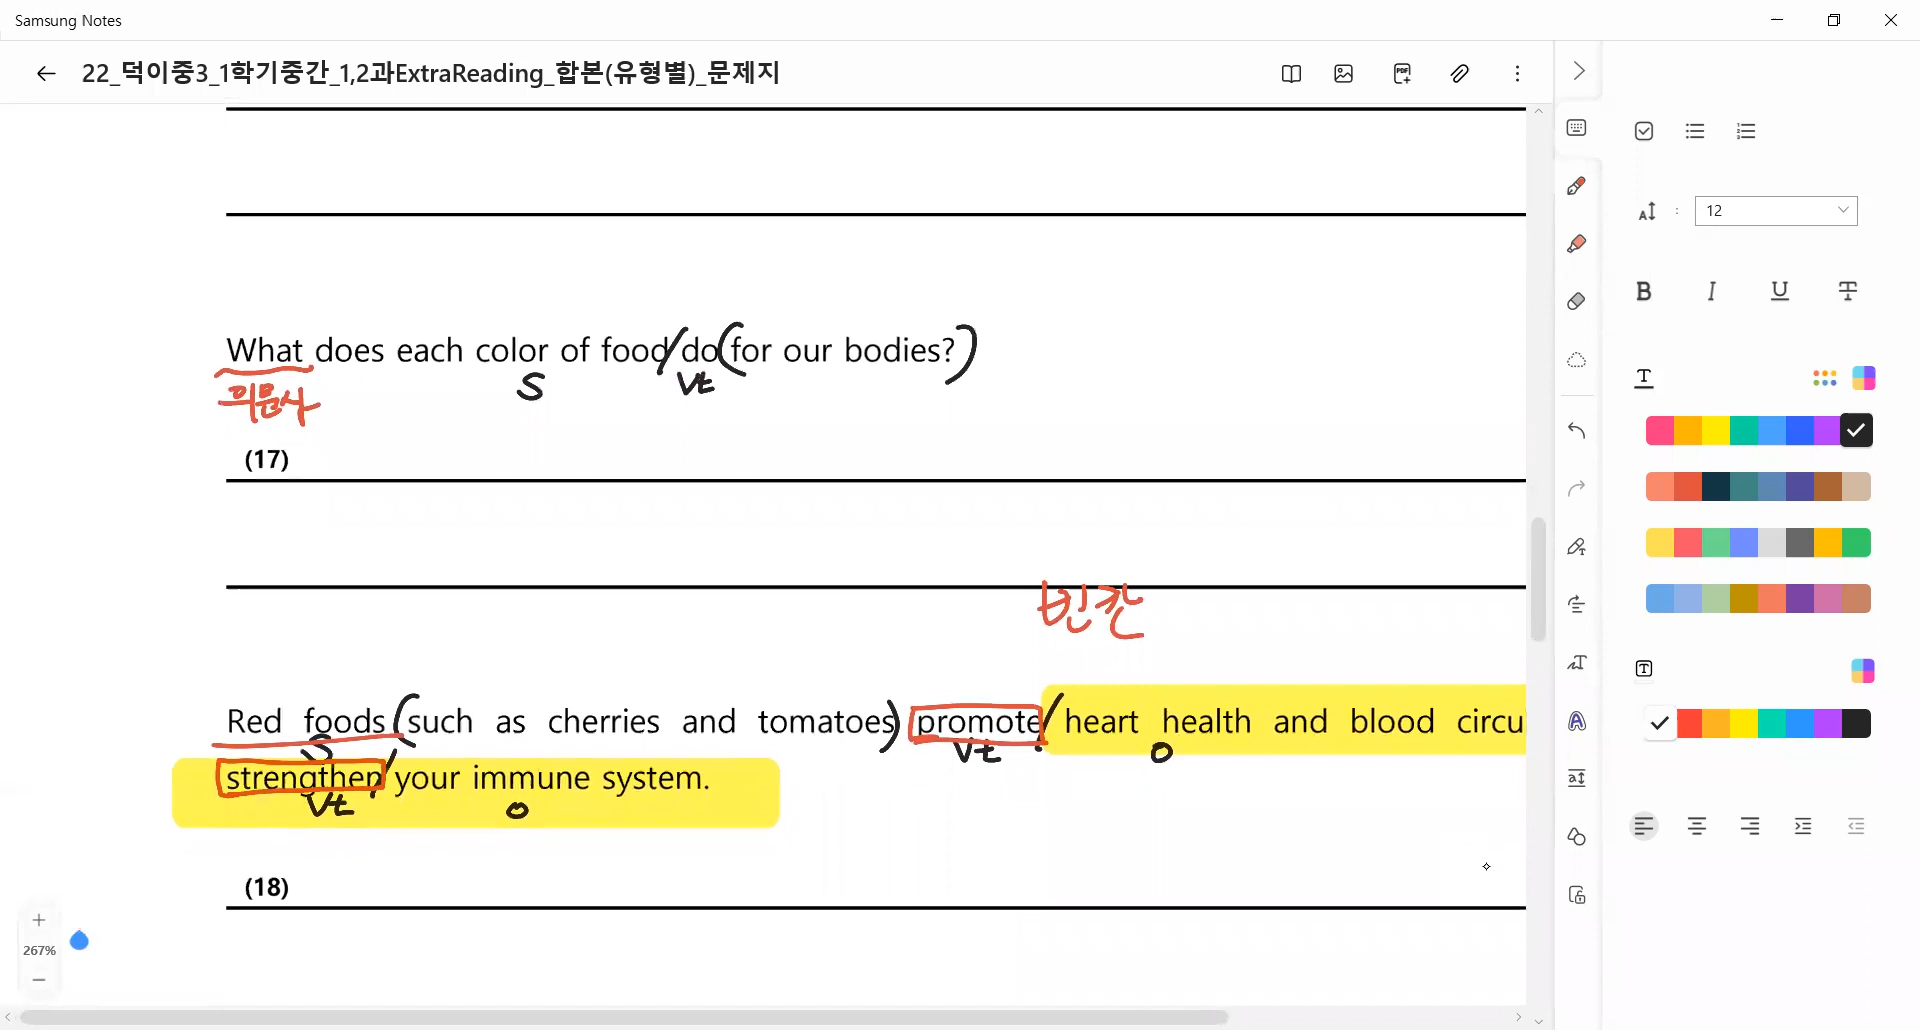 Samsung Notes
22_덕이중3_1학기중간_1,2과ExtraReading_합본(유형별)_문제지
PDF
12
B I U T
T
What does each color of food/do(for our bodies?)
S Vt
의문사
(17)
빈칸
Red foods (such as cherries and tomatoes) promote/heart health and blood circu
S Vt O
strengthen/your immune system.
Vt O
(18)
267%